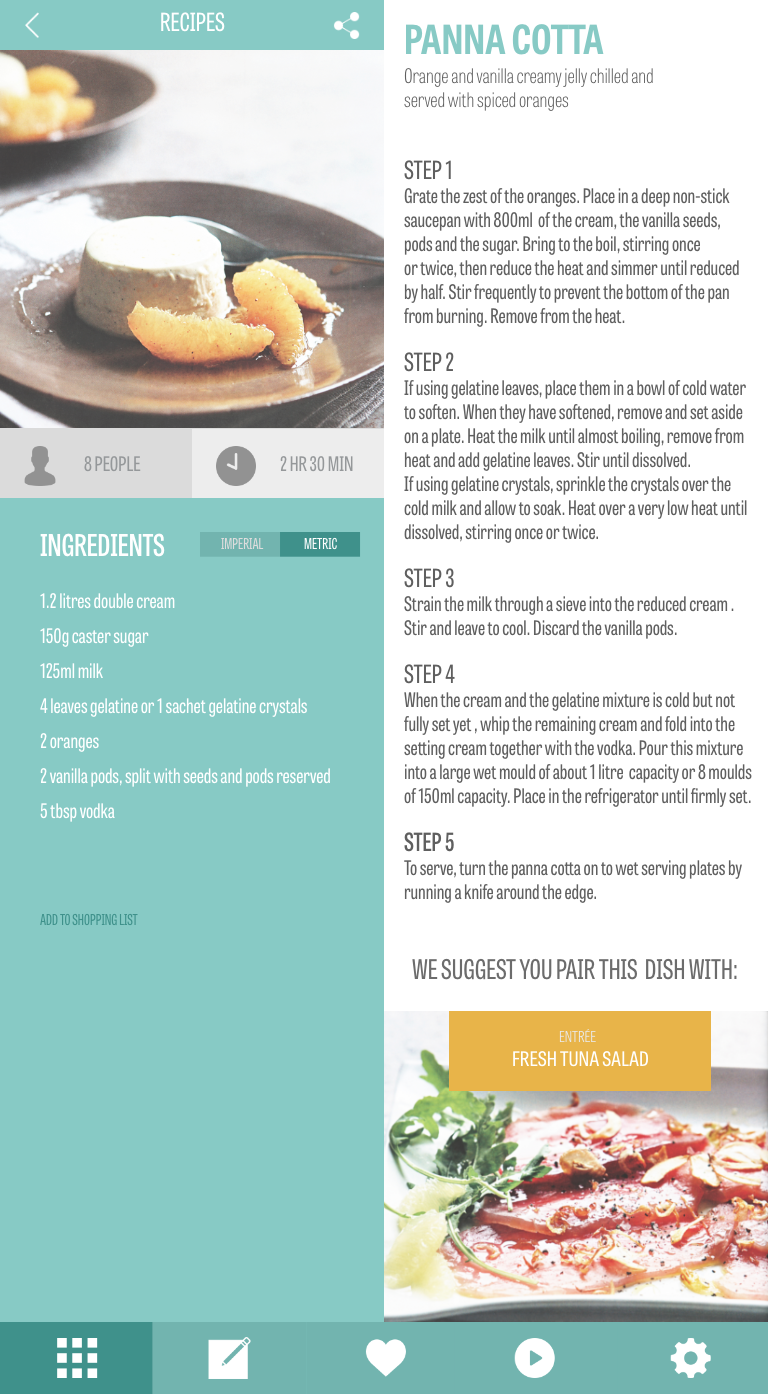 RECIPES
8 PEOPLE
2 HR 30 MIN
INGREDIENTS
IMPERIAL
METRIC
1.2 litres double cream
150g caster sugar
125ml milk
4 leaves gelatine or 1 sachet gelatine crystals
2 oranges
2 vanilla pods, split with seeds and pods reserved
5 tbsp vodka
ADD TO SHOPPING LIST
PANNA COTTA
Orange and vanilla creamy jelly chilled and
served with spiced oranges
STEP 1
Grate the zest of the oranges. Place in a deep non-stick
saucepan with 800ml of the cream, the vanilla seeds,
pods and the sugar. Bring to the boil, stirring once
or twice, then reduce the heat and simmer until reduced
by half. Stir frequently to prevent the bottom of the pan
from burning. Remove from the heat.
STEP 2
If using gelatine leaves, place them in a bowl of cold water
to soften. When they have softened, remove and set aside
on a plate. Heat the milk until almost boiling, remove from
heat and add gelatine leaves. Stir until dissolved.
If using gelatine crystals, sprinkle the crystals over the
cold milk and allow to soak. Heat over a very low heat until
dissolved, stirring once or twice.
STEP 3
Strain the milk through a sieve into the reduced cream .
Stir and leave to cool. Discard the vanilla pods.
STEP 4
When the cream and the gelatine mixture is cold but not
fully set yet , whip the remaining cream and fold into the
setting cream together with the vodka. Pour this mixture
into a large wet mould of about 1 litre capacity or 8 moulds
of 150ml capacity. Place in the refrigerator until firmly set.
STEP 5
To serve, turn the panna cotta on to wet serving plates by
running a knife around the edge.
WE SUGGEST YOU PAIR THIS DISH WITH:
ENTRÉE
FRESH TUNA SALAD